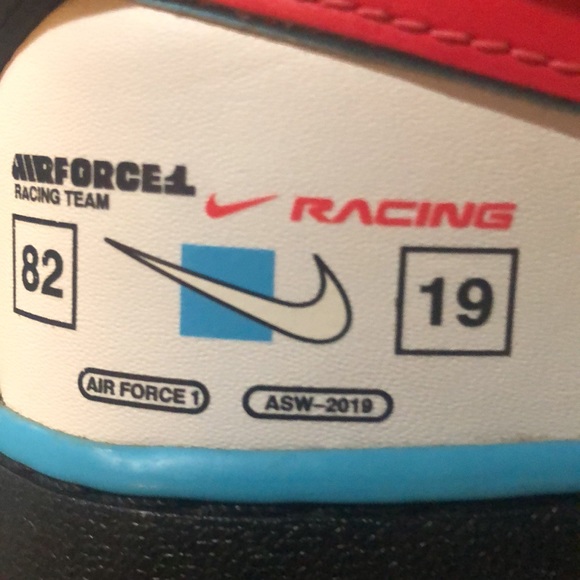 AIRFORCE1
RACING TEAM
RACING
82
19
AIR FORCE 1
ASW-2019